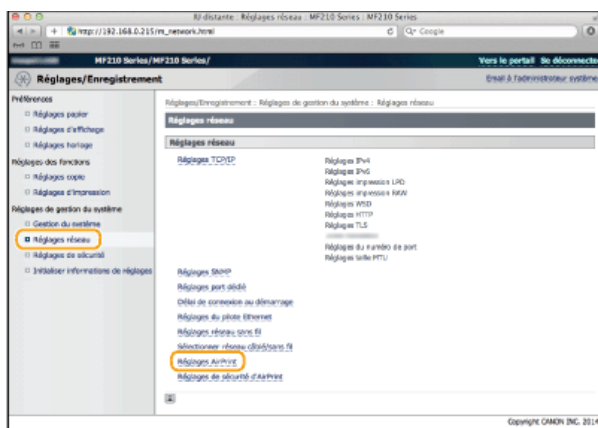 IU distante : Réglages réseau : MF210 Series : MF210 Series
http://192.168.0.215/m_network.html
Google
MF210 Series/MF210 Series/
Vers le portail Se déconnecter
Réglages/Enregistrement
Email à l'administrateur système
Préférences
Réglages papier
Réglages d'affichage
Réglages horloge
Réglages des fonctions
Réglages copie
Réglages d'impression
Réglages de gestion du système
Gestion du système
Réglages réseau
Réglages de sécurité
Initialiser informations de réglages
Réglages/Enregistrement : Réglages de gestion du système : Réglages réseau
Réglages réseau
Réglages réseau
Réglages TCP/IP
Réglages IPv4
Réglages IPv6
Réglages impression LPD
Réglages impression RAW
Réglages WSD
Réglages HTTP
Réglages TLS
Réglages du numéro de port
Réglages taille MTU
Réglages SNMP
Réglages port dédié
Délai de connexion au démarrage
Réglages du pilote Ethernet
Réglages réseau sans fil
Sélectionner réseau câblé/sans fil
Réglages AirPrint
Réglages de sécurité d'AirPrint
Copyright CANON INC. 2014